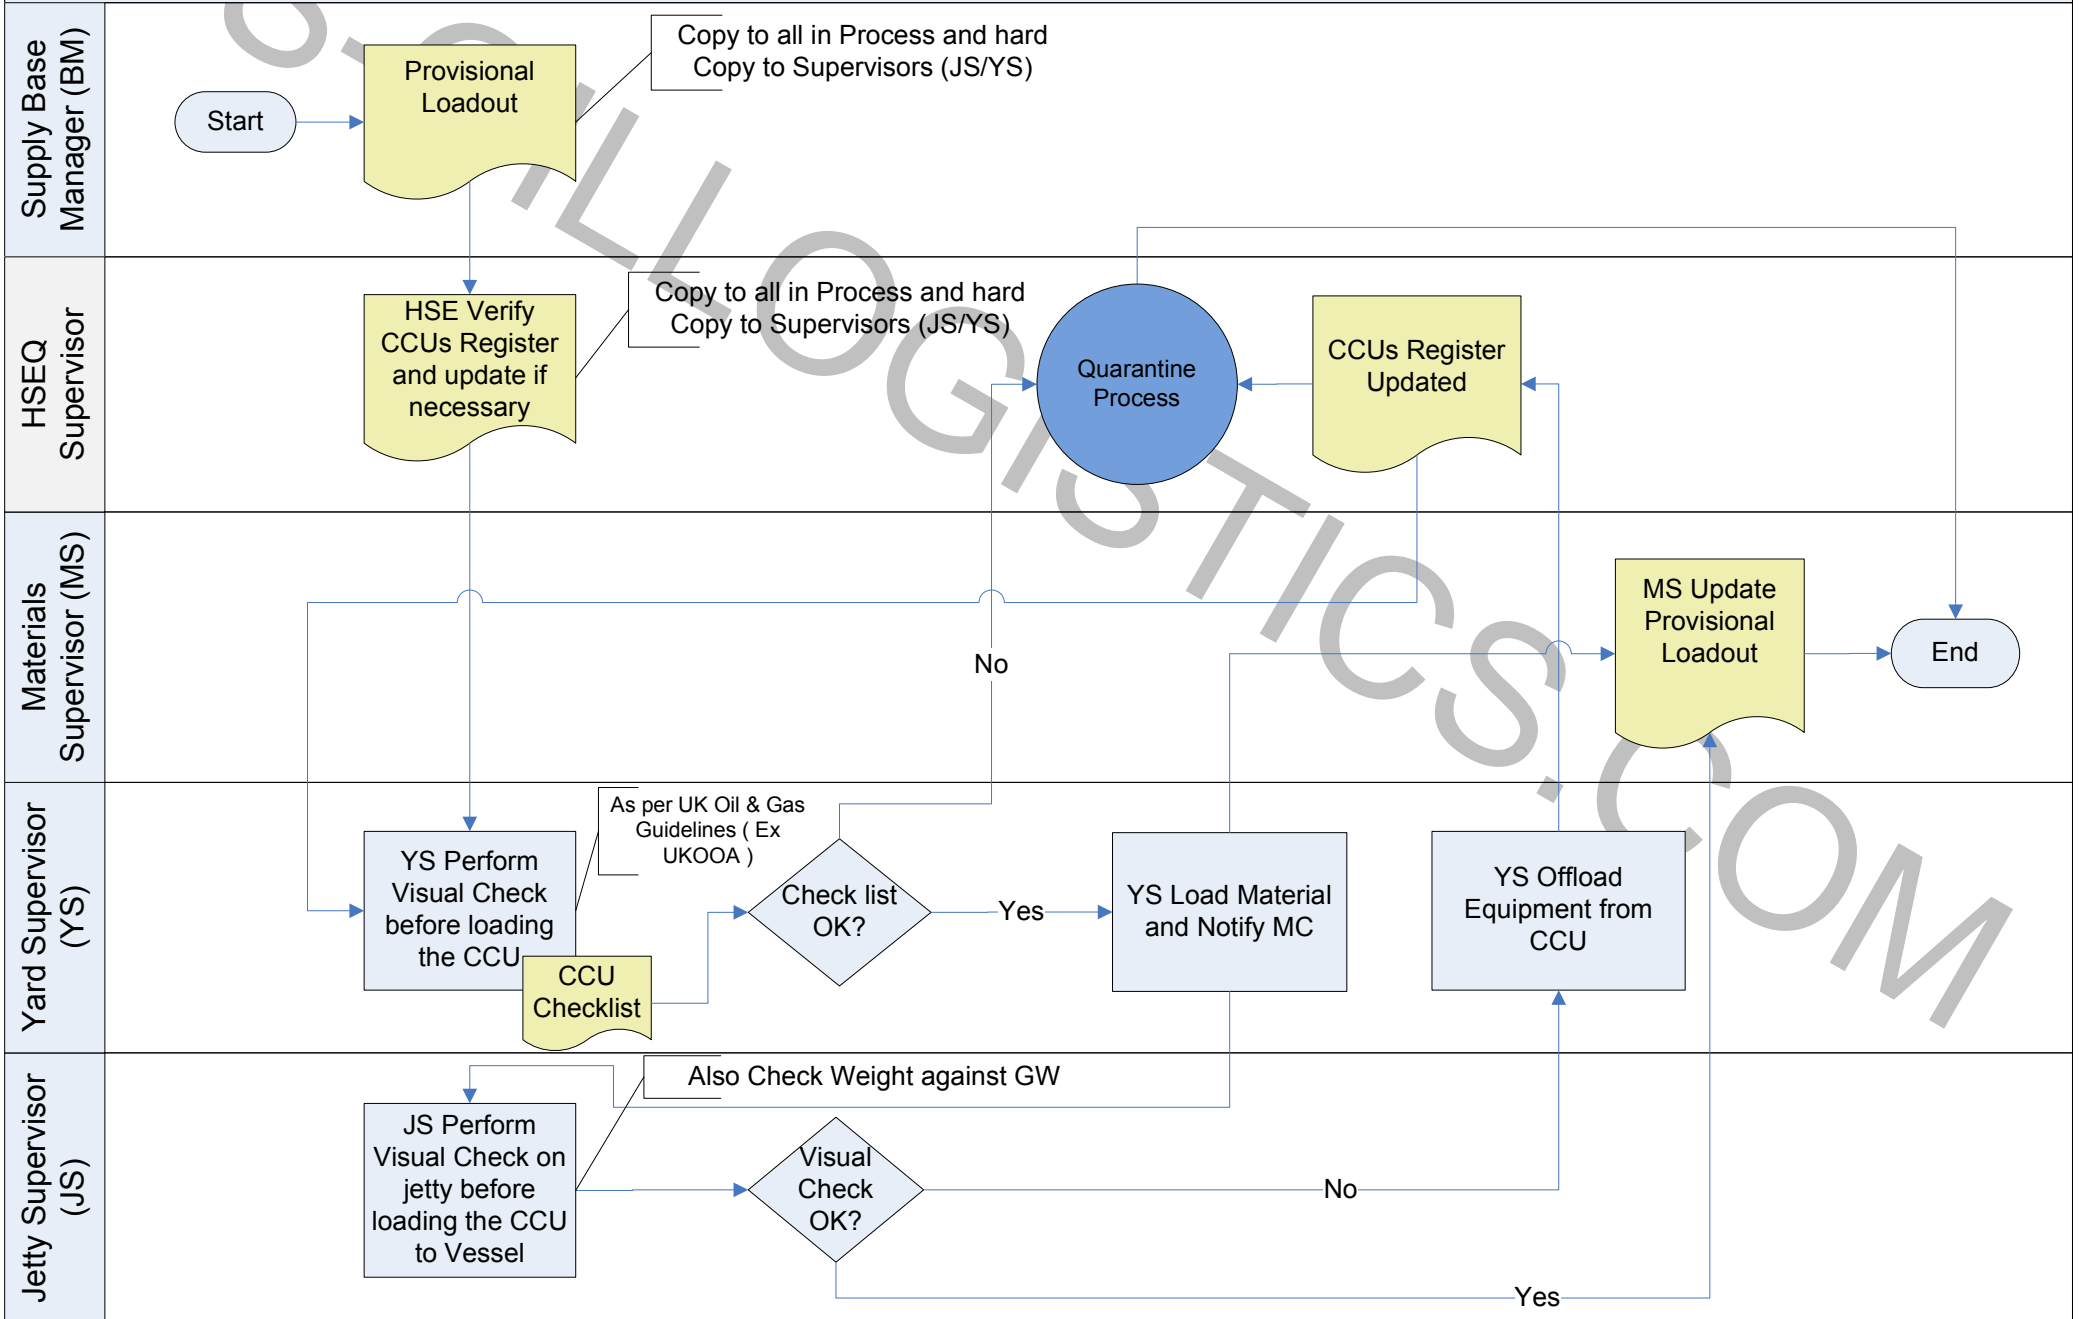 Supply Base
Manager (BM)
Start
Provisional
Loadout
Copy to all in Process and hard
Copy to Supervisors (JS/YS)
HSEQ
Supervisor
HSE Verify
CCUs Register
and update if
necessary
Copy to all in Process and hard
Copy to Supervisors (JS/YS)
Quarantine
Process
CCUs Register
Updated
Materials
Supervisor (MS)
No
MS Update
Provisional
Loadout
End
Yard Supervisor
(YS)
YS Perform
Visual Check
before loading
the CCU
As per UK Oil & Gas
Guidelines ( Ex
UKOOA )
CCU
Checklist
Check list
OK?
Yes
YS Load Material
and Notify MC
YS Offload
Equipment from
CCU
Jetty Supervisor
(JS)
JS Perform
Visual Check on
jetty before
loading the CCU
to Vessel
Also Check Weight against GW
Visual
Check
OK?
No
Yes
S-OILLOGISTICS.COM